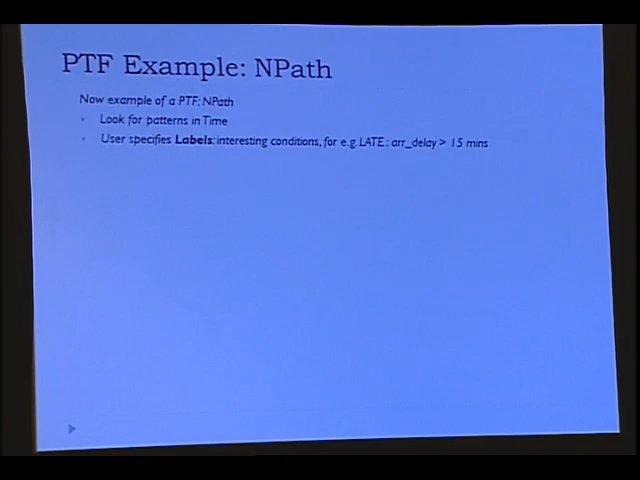 PTF Example: NPath
Now example of a PTF: NPath
Look for patterns in Time
User specifies Labels: interesting conditions, for e.g. LATE : arr_delay > 15 mins